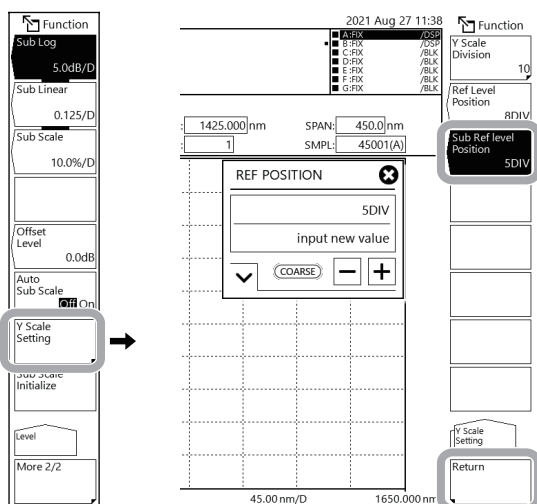 Function
Sub Log
5.0dB/D
Sub Linear
0.125/D
Sub Scale
10.0%/D
Offset
Level
0.0dB
Auto
Sub Scale
Off On
Y Scale
Setting
Sub Scale
Initialize
Level
More 2/2
2021 Aug 27 11:38
A:FIX /DSP
B:FIX /DSP
C:FIX /BLK
D:FIX /BLK
E:FIX /BLK
F:FIX /BLK
G:FIX /BLK
: 1425.000 nm SPAN: 450.0 nm
: 1 SMPL: 45001(A)
REF POSITION
5DIV
input new value
COARSE
45.00 nm/D 1650.000 nm
Function
Y Scale
Division
10
Ref Level
Position
8DIV
Sub Ref level
Position
5DIV
Y Scale
Setting
Return